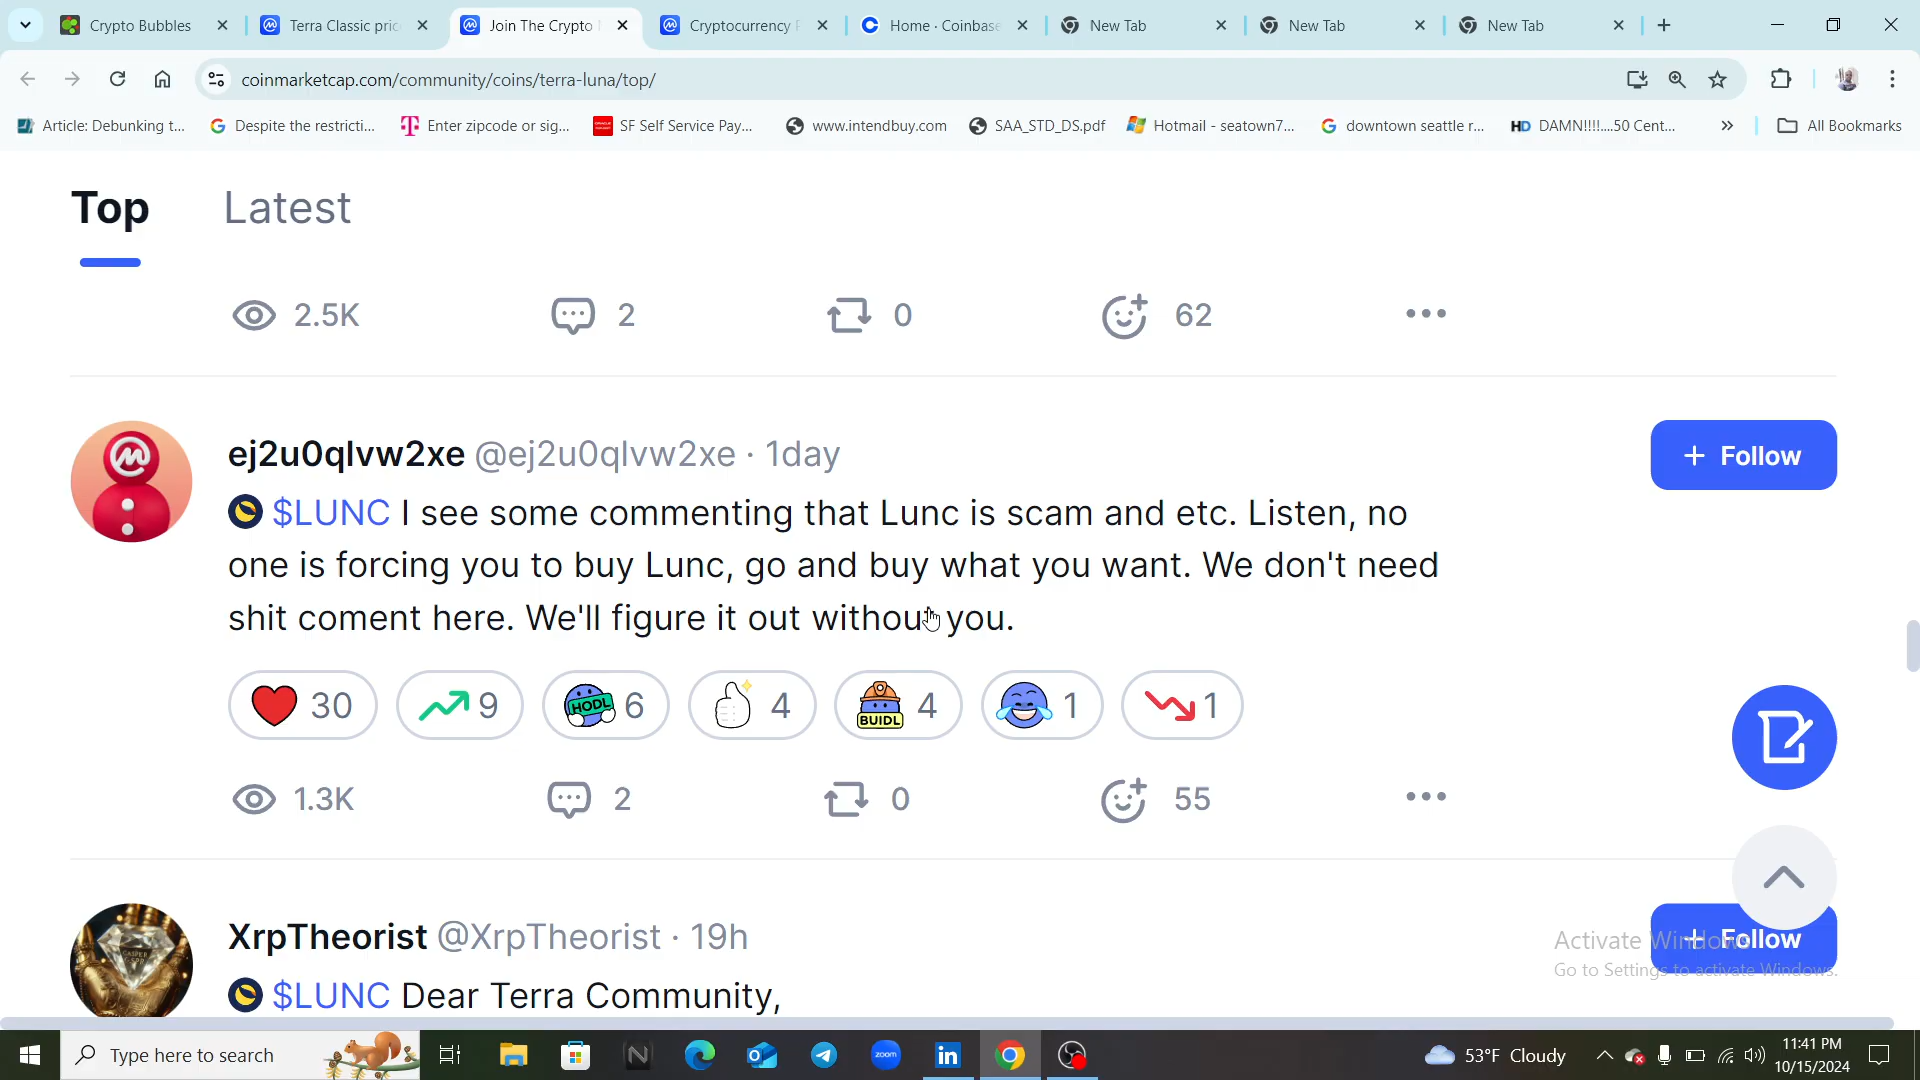 Crypto Bubbles
Terra Classic pric
Join The Crypto
Cryptocurrency P
Home · Coinbase
New Tab
New Tab
New Tab
coinmarketcap.com/community/coins/terra-luna/top/
Article: Debunking t...
Despite the restricti...
Enter zipcode or sig...
SF Self Service Pay...
www.intendbuy.com
SAA_STD_DS.pdf
Hotmail - seatown7...
downtown seattle r...
HD DAMN!!!!....50 Cent...
All Bookmarks
Top Latest
2.5K 2 0 62
ej2u0qlvw2xe @ej2u0qlvw2xe · 1day
+ Follow
$LUNC I see some commenting that Lunc is scam and etc. Listen, no
one is forcing you to buy Lunc, go and buy what you want. We don't need
shit coment here. We'll figure it out without you.
30 9 HODL 6 4 BUIDL 4 1 1
1.3K 2 0 55
XrpTheorist @XrpTheorist · 19h
+ Follow
$LUNC Dear Terra Community,
Activate Windows
Go to Settings to activate Windows.
Type here to search
zoom
in
53°F Cloudy
11:41 PM
10/15/2024